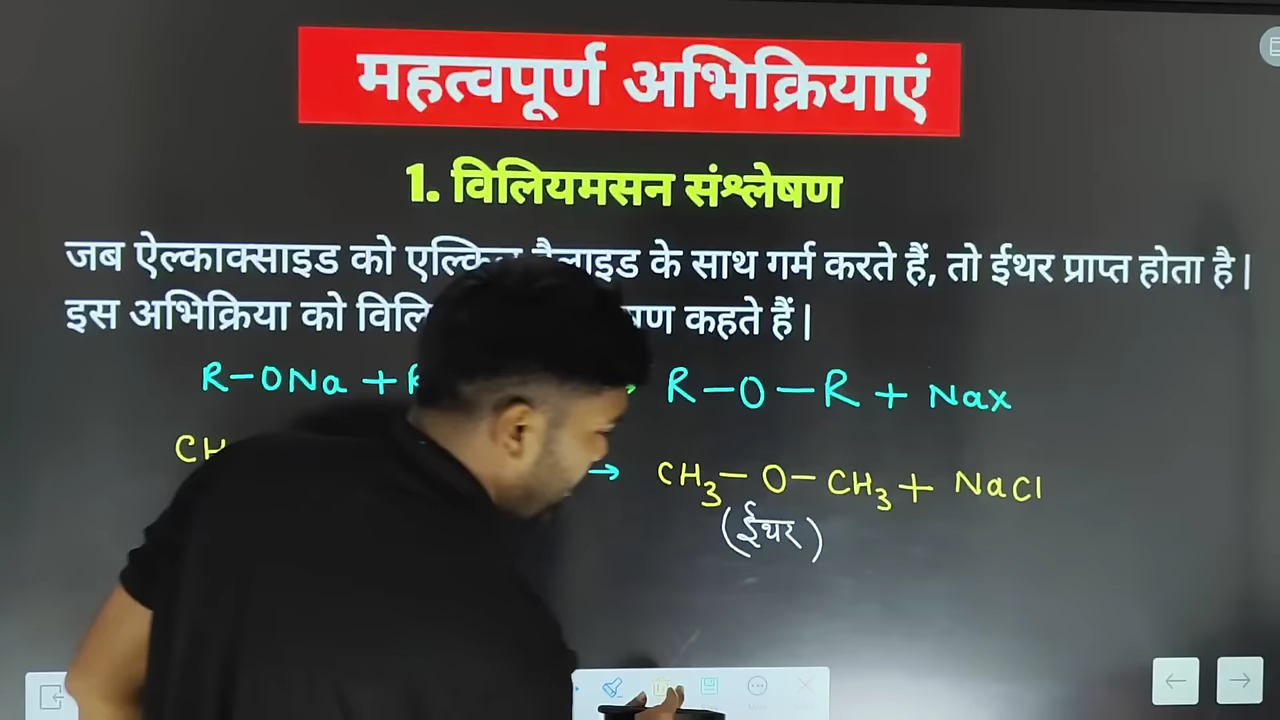 महत्वपूर्ण अभिक्रियाएं
1. विलियमसन संश्लेषण
जब ऐल्काक्साइड को के साथ गर्म करते हैं, तो ईथर प्राप्त होता है|
इस अभिक्रिया को कहते हैं|
R-ONa + → R-O-R + Nax
CH → CH3-O-CH3 + NaCl
(ईथर)